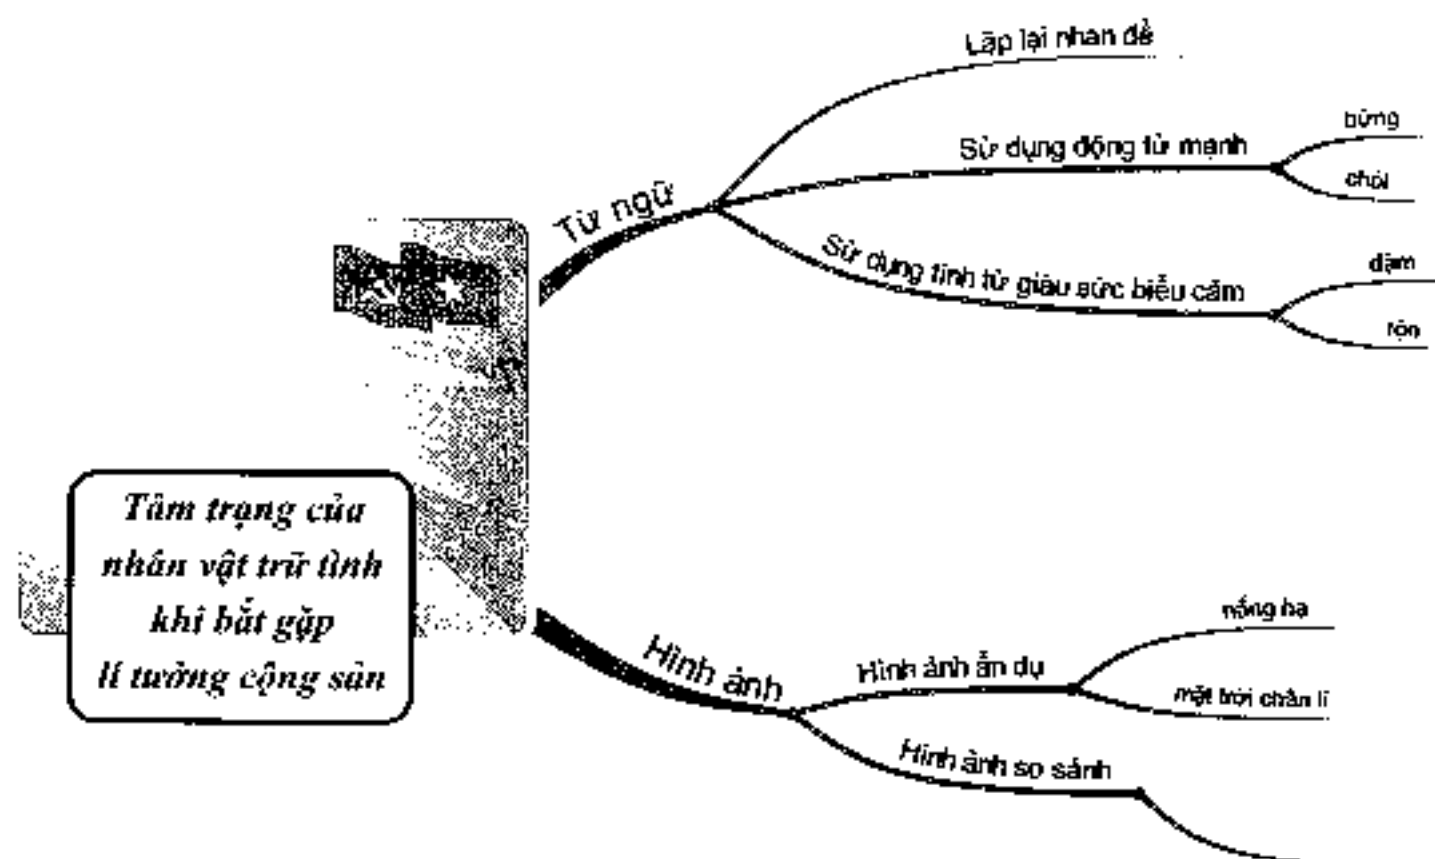 Lặp lại nhan đề
Sử dụng động từ mạnh
bừng
chói
Từ ngữ
Sử dụng tính từ giàu sức biểu cảm
đậm
rộn
Tâm trạng của
nhân vật trữ tình
khi bắt gặp
lí tưởng cộng sản
Hình ảnh
Hình ảnh ẩn dụ
nắng hạ
mặt trời chân lí
Hình ảnh so sánh